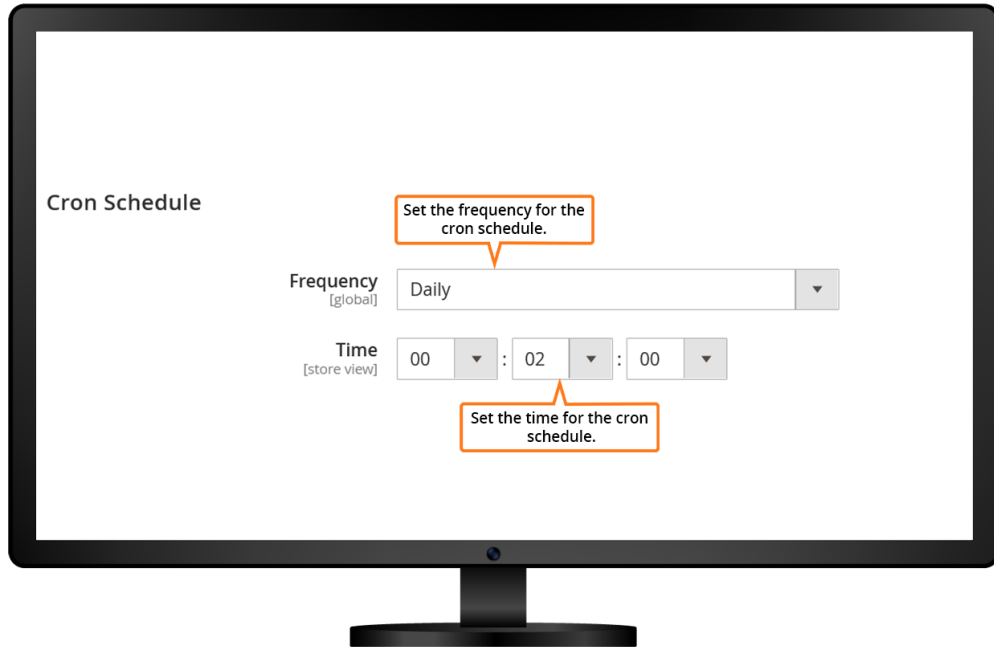 Cron Schedule
Set the frequency for the
cron schedule.
Frequency
[global]
Daily
Time
[store view]
00 : 02 : 00
Set the time for the cron
schedule.